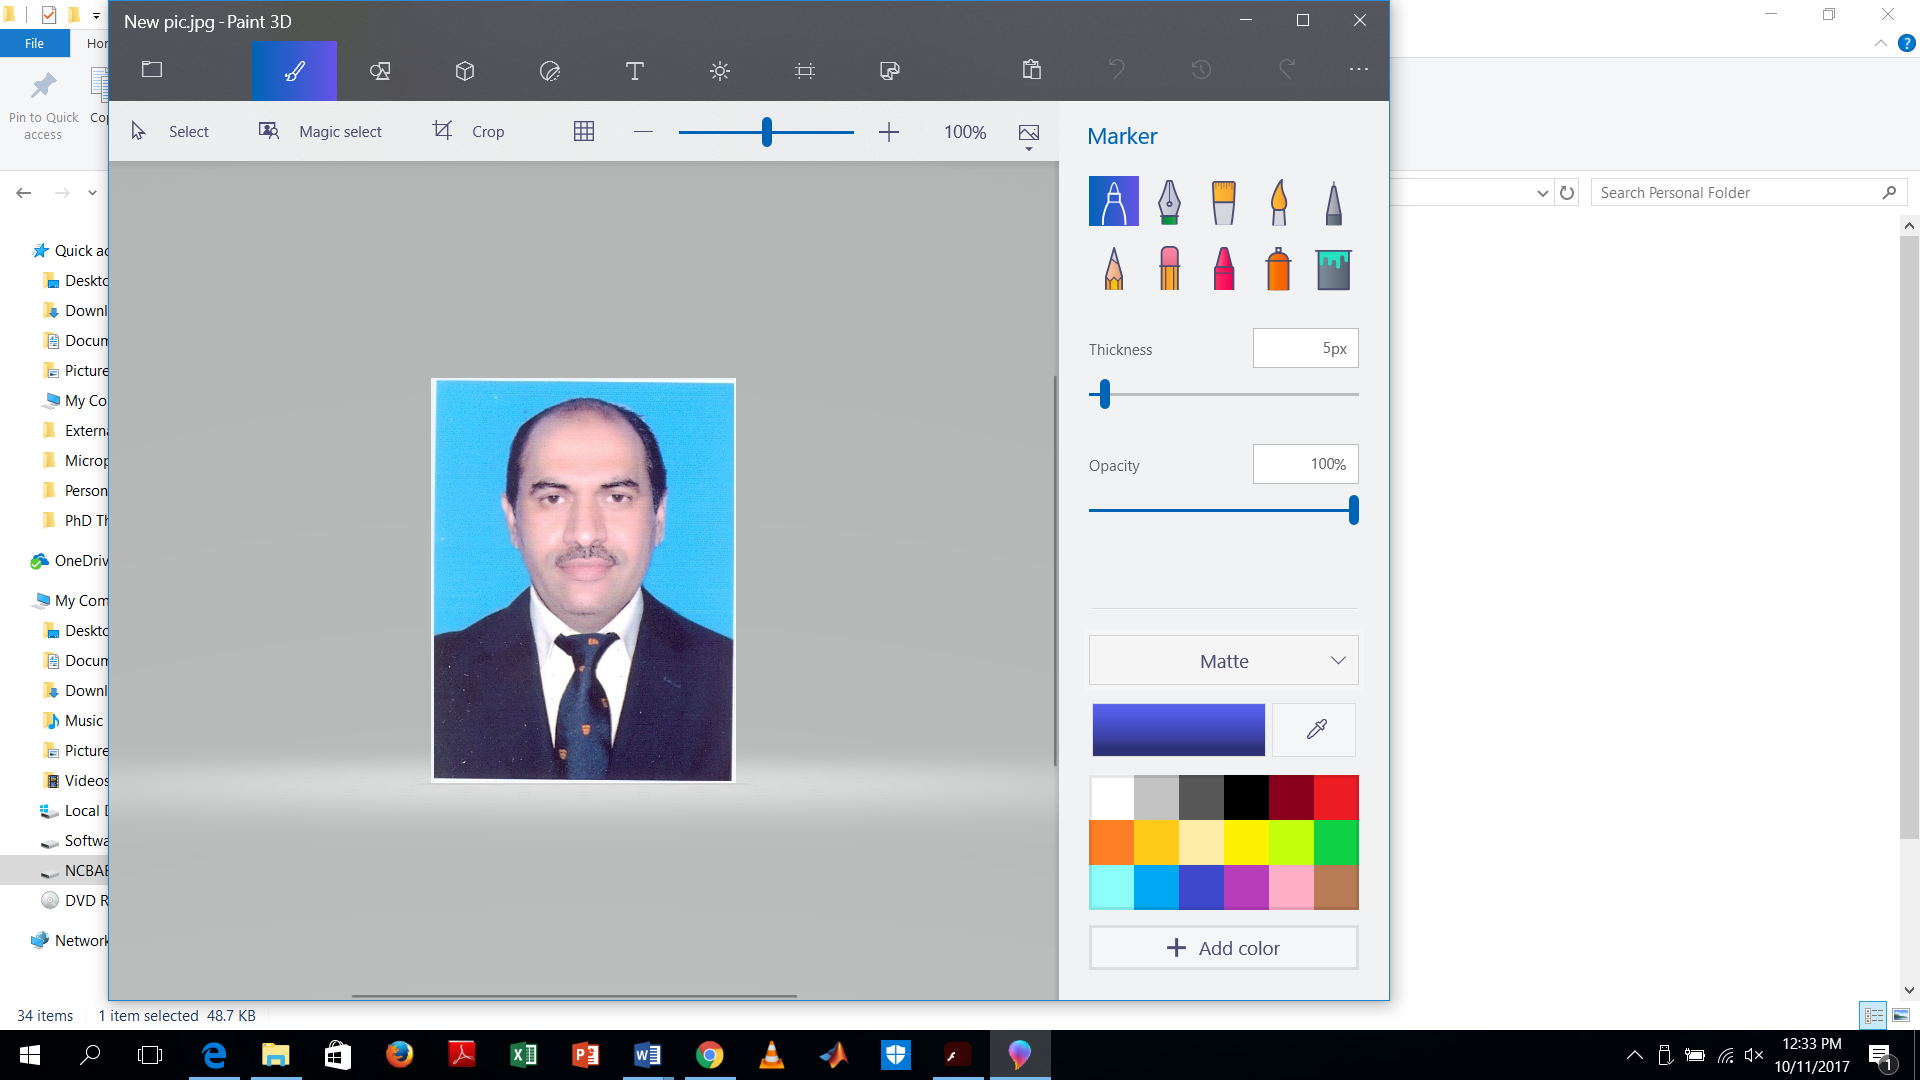 New pic.jpg - Paint 3D
File
Hor
Pin to Quick
access
Cop
Select
Magic select
Crop
100%
Marker
Search Personal Folder
Thickness
5px
Opacity
100%
Matte
Add color
Quick ac
Deskto
Downl
Docum
Picture
My Co
Externa
Microp
Person
PhD Th
OneDriv
My Com
Deskto
Docum
Downl
Music
Picture
Videos
Local D
Softwa
NCBAE
DVD R
Network
34 items
1 item selected 48.7 KB
12:33 PM
10/11/2017
1